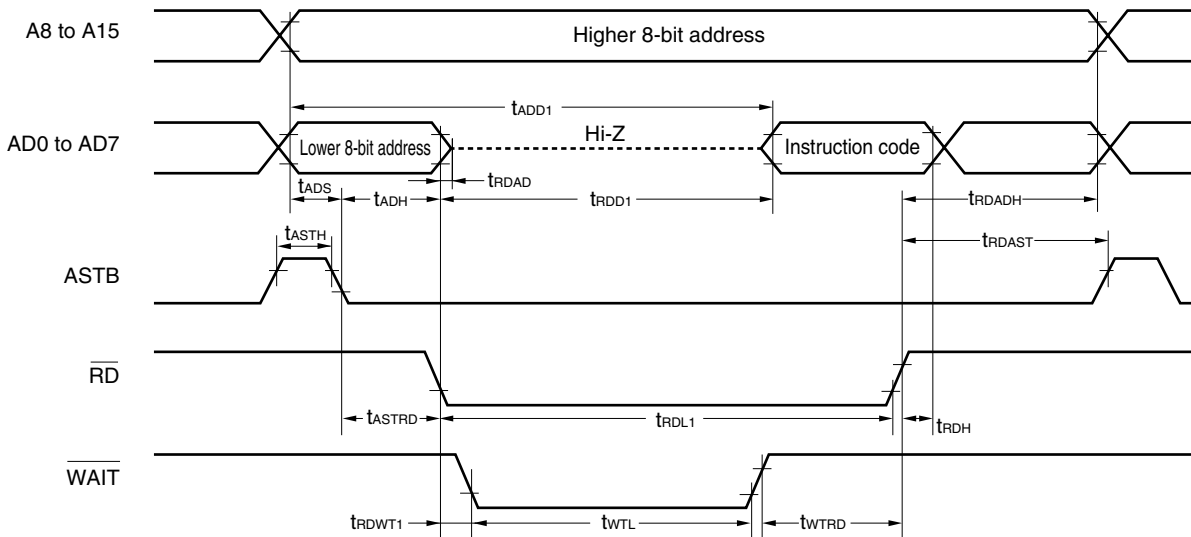 A8 to A15
Higher 8-bit address
tADD1
AD0 to AD7
Lower 8-bit address
Hi-Z
Instruction code
tRDAD
tADS
tADH
tRDD1
tRDADH
tASTH
tRDAST
ASTB
RD
tASTRD
tRDL1
tRDH
WAIT
tRDWT1
tWTL
tWTRD